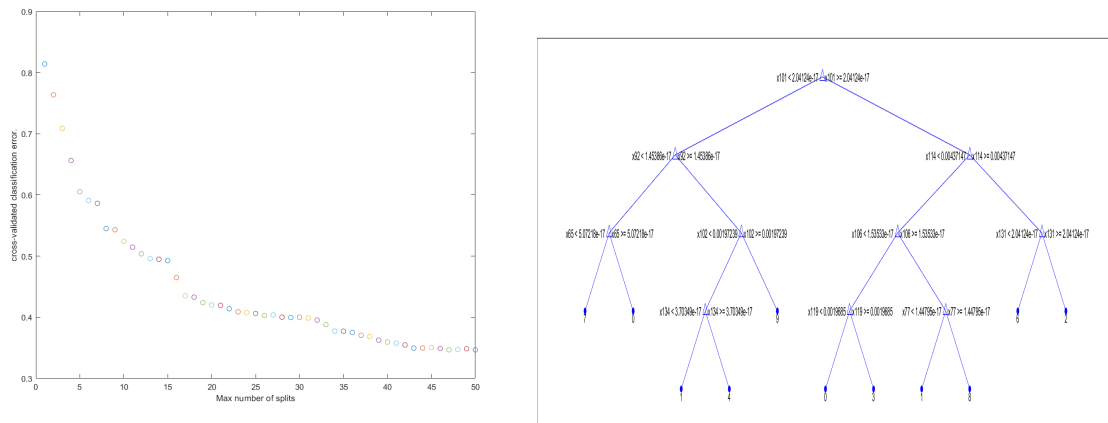 0.9
0.8
0.7
0.6
0.5
0.4
0.3
cross-validated classification error.
0 5 10 15 20 25 30 35 40 45 50
Max number of splits
x101 < 2.04124e-17 x101 >= 2.04124e-17
x92 < 1.45386e-17 x92 >= 1.45386e-17 x114 < 0.00437147 x114 >= 0.00437147
x65 < 5.07218e-17 x65 >= 5.07218e-17 x102 < 0.00197239 x102 >= 0.00197239 x106 < 1.53533e-17 x106 >= 1.53533e-17 x131 < 2.04124e-17 x131 >= 2.04124e-17
7 0 x134 < 3.70349e-17 x134 >= 3.70349e-17 9 x119 < 0.0019685 x119 >= 0.0019685 x77 < 1.44795e-17 x77 >= 1.44795e-17 6 2
1 4 0 3 1 8